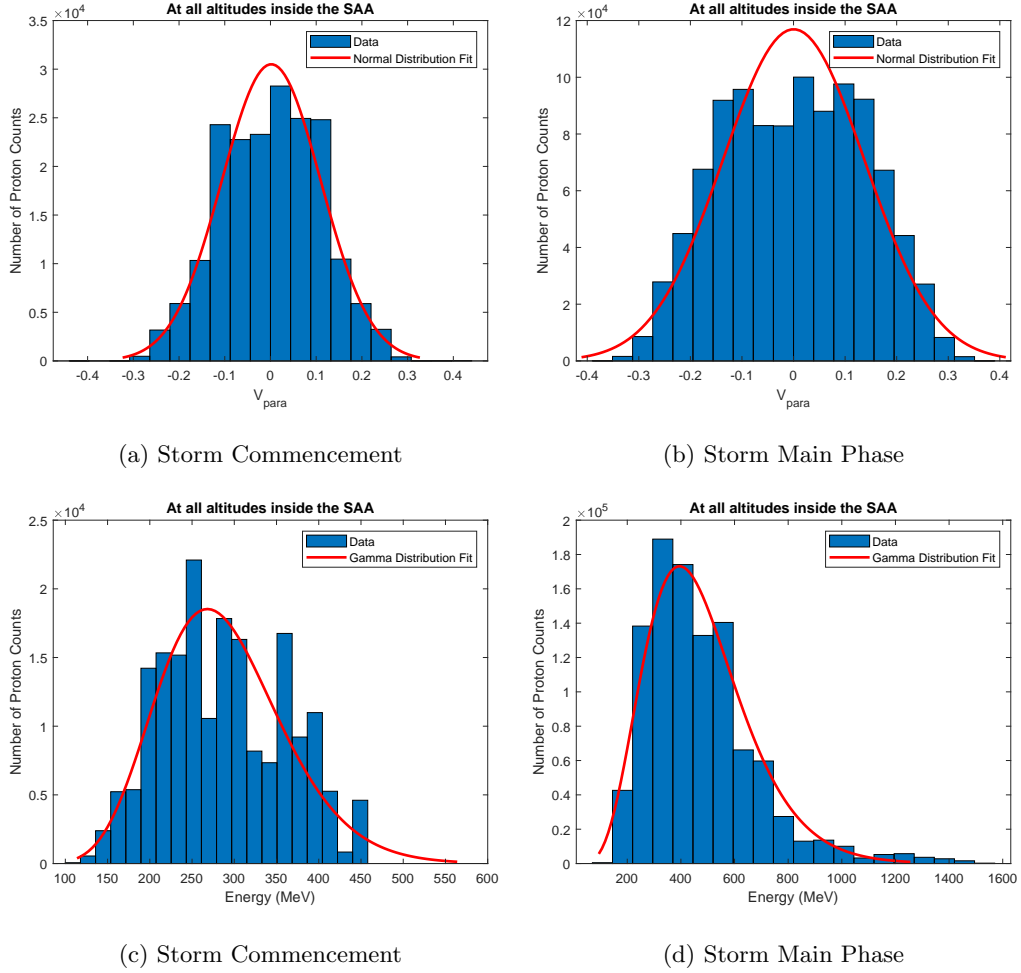 At all altitudes inside the SAA
×10⁴
3.5
3
2.5
2
1.5
1
0.5
0
Number of Proton Counts
Data
Normal Distribution Fit
-0.4 -0.3 -0.2 -0.1 0 0.1 0.2 0.3 0.4
V_para
(a) Storm Commencement
At all altitudes inside the SAA
×10⁴
12
10
8
6
4
2
0
Number of Proton Counts
Data
Normal Distribution Fit
-0.4 -0.3 -0.2 -0.1 0 0.1 0.2 0.3 0.4
V_para
(b) Storm Main Phase
At all altitudes inside the SAA
×10⁴
2.5
2
1.5
1
0.5
0
Number of Proton Counts
Data
Gamma Distribution Fit
100 150 200 250 300 350 400 450 500 550 600
Energy (MeV)
(c) Storm Commencement
At all altitudes inside the SAA
×10⁵
2
1.8
1.6
1.4
1.2
1
0.8
0.6
0.4
0.2
0
Number of Proton Counts
Data
Gamma Distribution Fit
200 400 600 800 1000 1200 1400 1600
Energy (MeV)
(d) Storm Main Phase